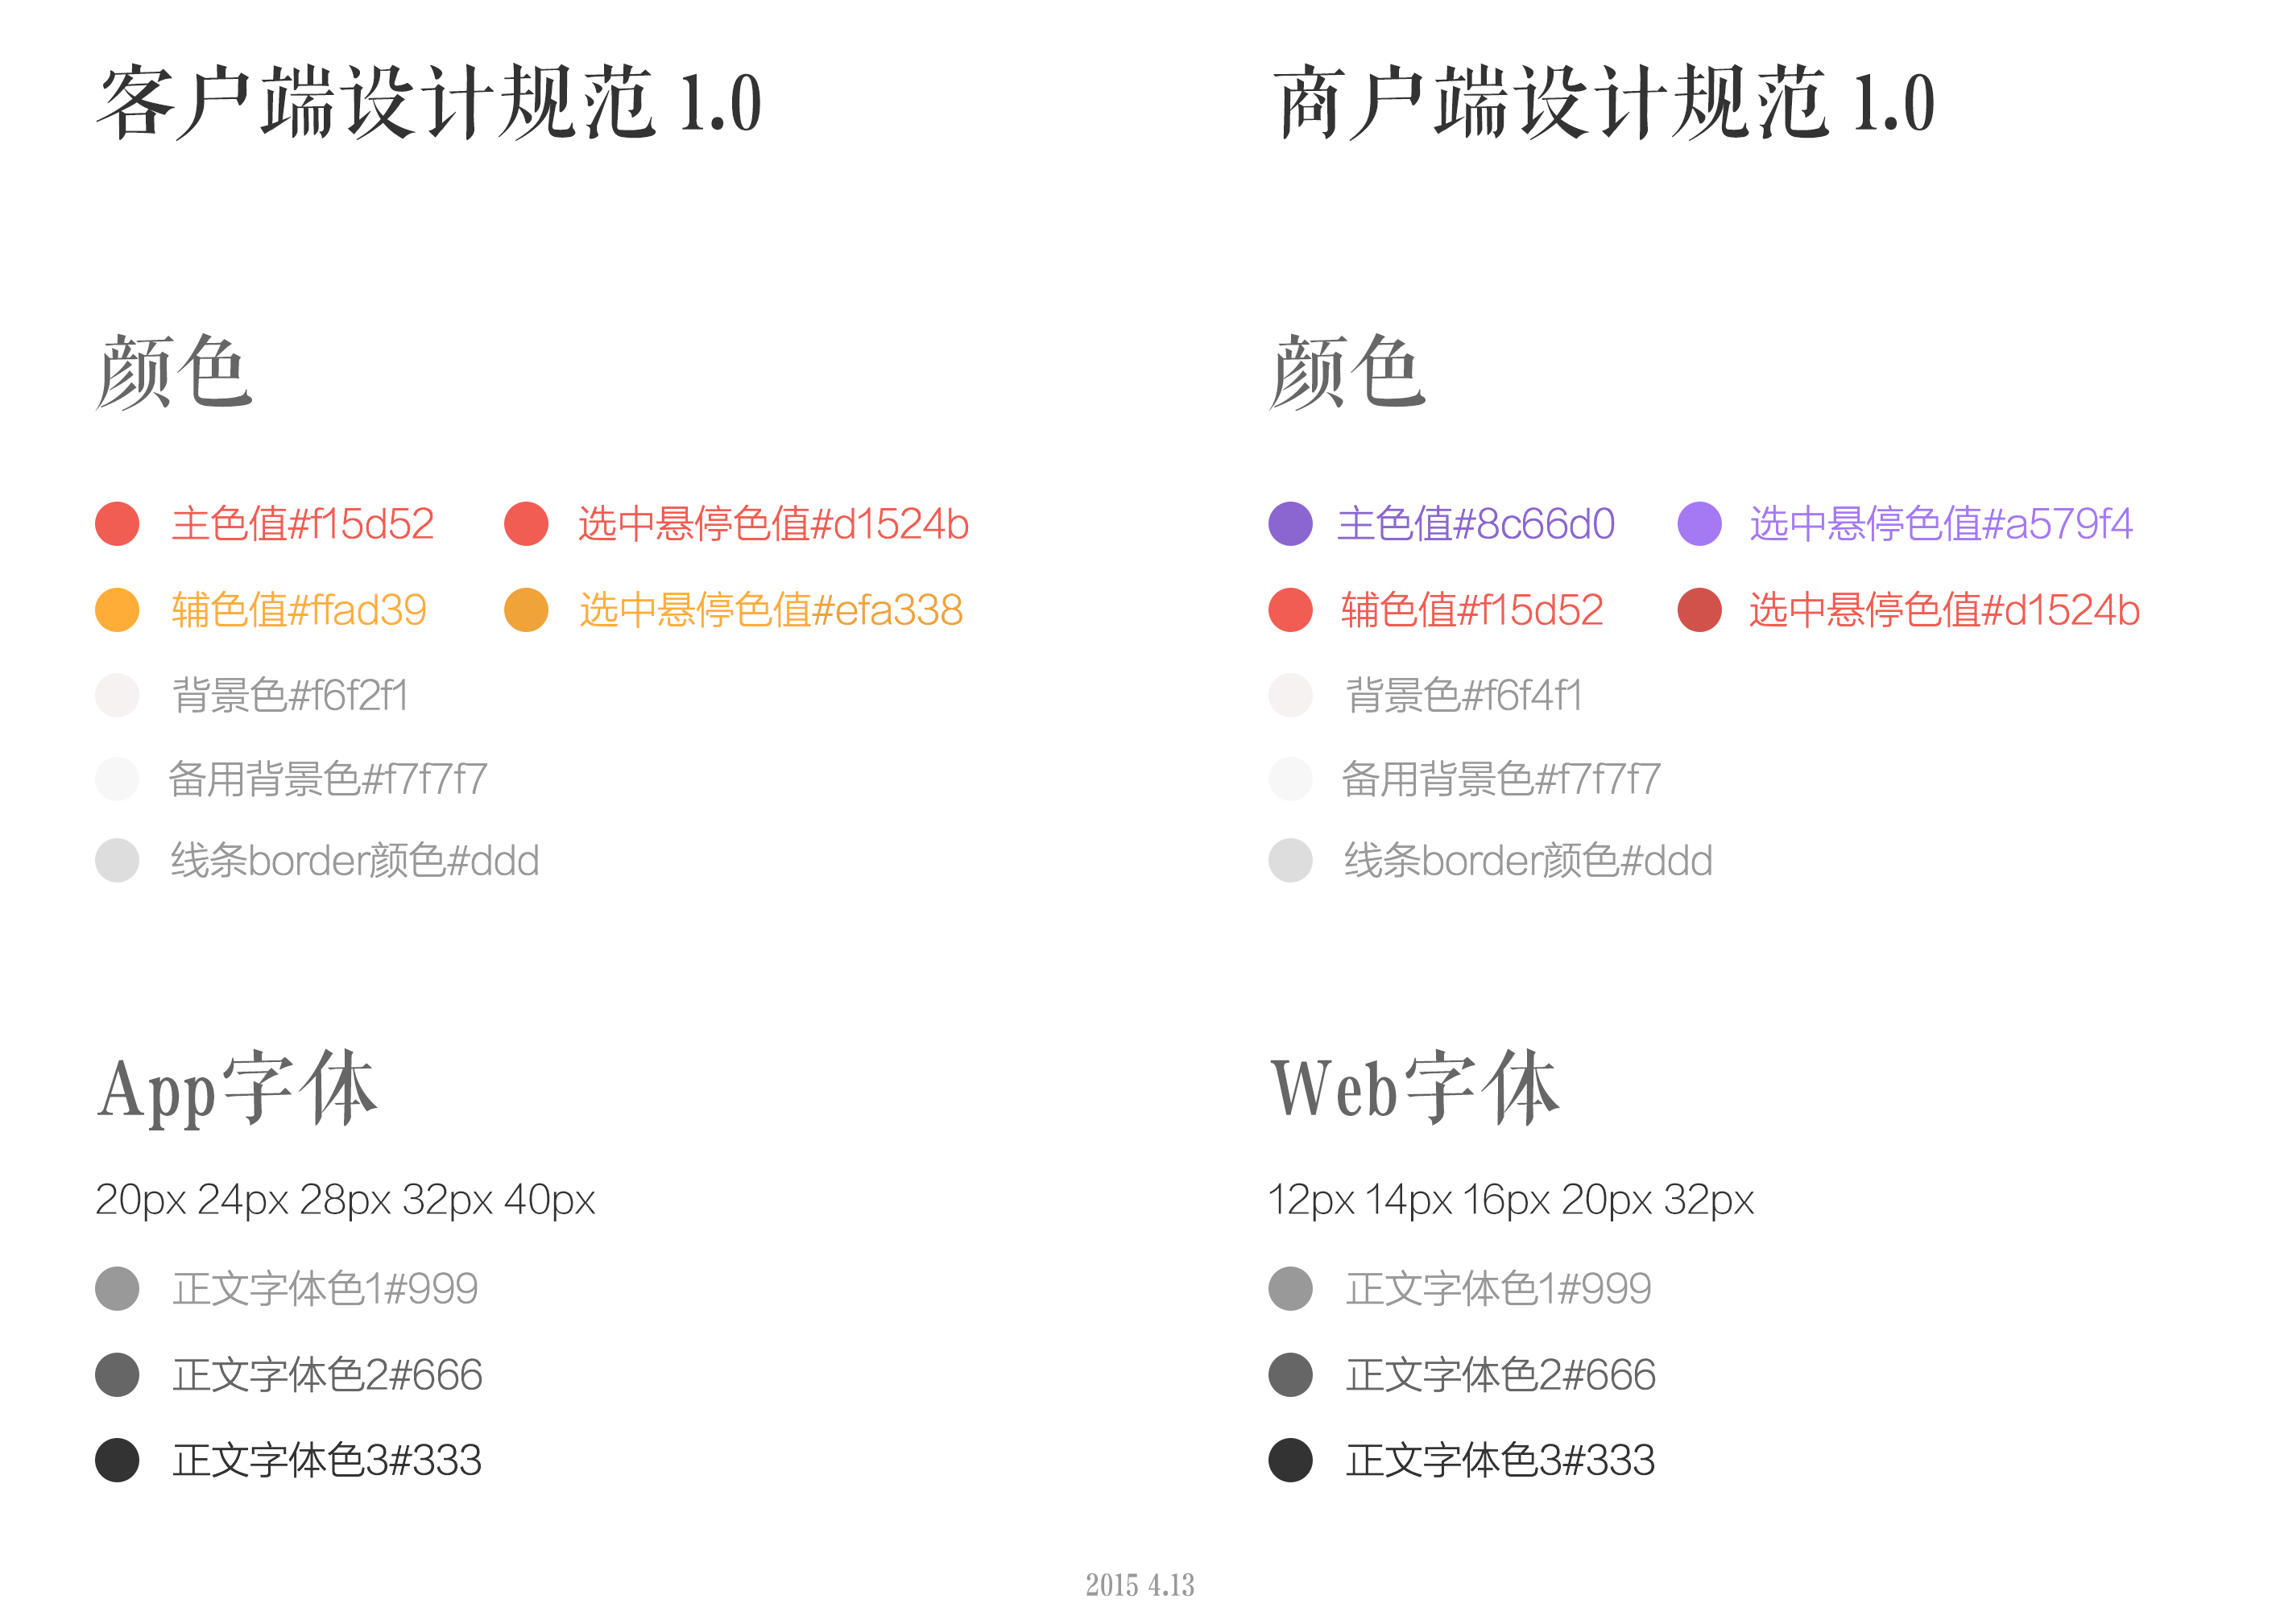 客户端设计规范 1.0
颜色
主色值#f15d52
选中悬停色值#d1524b
辅色值#ffad39
选中悬停色值#efa338
背景色#f6f2f1
备用背景色#f7f7f7
线条border颜色#ddd
App字体
20px 24px 28px 32px 40px
正文字体色1#999
正文字体色2#666
正文字体色3#333
商户端设计规范 1.0
颜色
主色值#8c66d0
选中悬停色值#a579f4
辅色值#f15d52
选中悬停色值#d1524b
背景色#f6f4f1
备用背景色#f7f7f7
线条border颜色#ddd
Web字体
12px 14px 16px 20px 32px
正文字体色1#999
正文字体色2#666
正文字体色3#333
2015 4.13